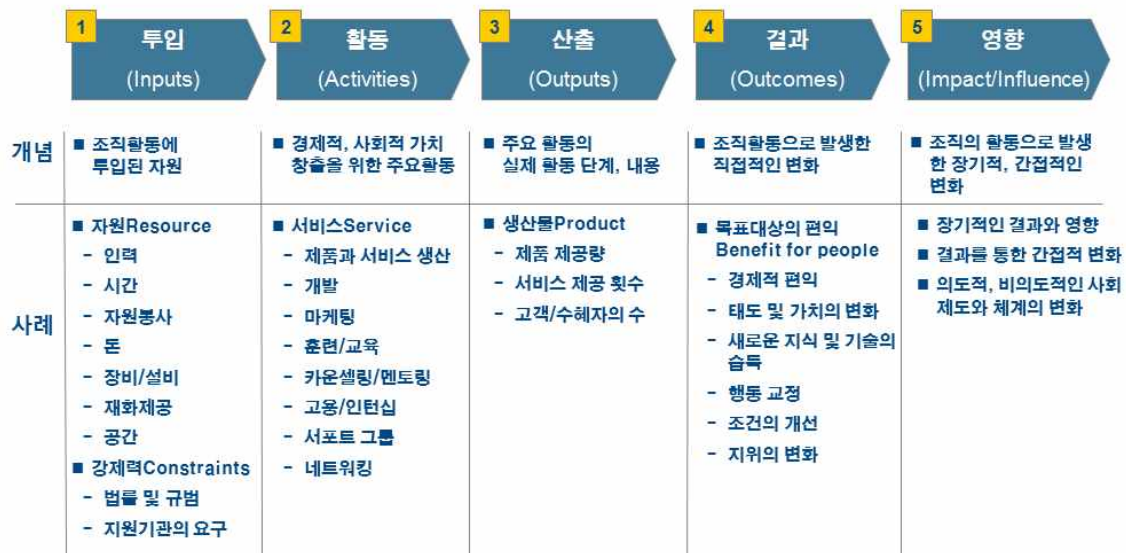 1
투입
(Inputs)
2
활동
(Activities)
3
산출
(Outputs)
4
결과
(Outcomes)
5
영향
(Impact/Influence)
개념
■ 조직활동에
투입된 자원
■ 경제적, 사회적 가치
창출을 위한 주요활동
■ 주요 활동의
실제 활동 단계, 내용
■ 조직활동으로 발생한
직접적인 변화
■ 조직의 활동으로 발생
한 장기적, 간접적인
변화
사례
■ 자원Resource
- 인력
- 시간
- 자원봉사
- 돈
- 장비/설비
- 재화제공
- 공간
■ 강제력Constraints
- 법률 및 규범
- 지원기관의 요구
■ 서비스Service
- 제품과 서비스 생산
- 개발
- 마케팅
- 훈련/교육
- 카운셀링/멘토링
- 고용/인턴십
- 서포트 그룹
- 네트워킹
■ 생산물Product
- 제품 제공량
- 서비스 제공 횟수
- 고객/수혜자의 수
■ 목표대상의 편익
Benefit for people
- 경제적 편익
- 태도 및 가치의 변화
- 새로운 지식 및 기술의
습득
- 행동 교정
- 조건의 개선
- 지위의 변화
■ 장기적인 결과와 영향
■ 결과를 통한 간접적 변화
■ 의도적, 비의도적인 사회
제도와 체계의 변화